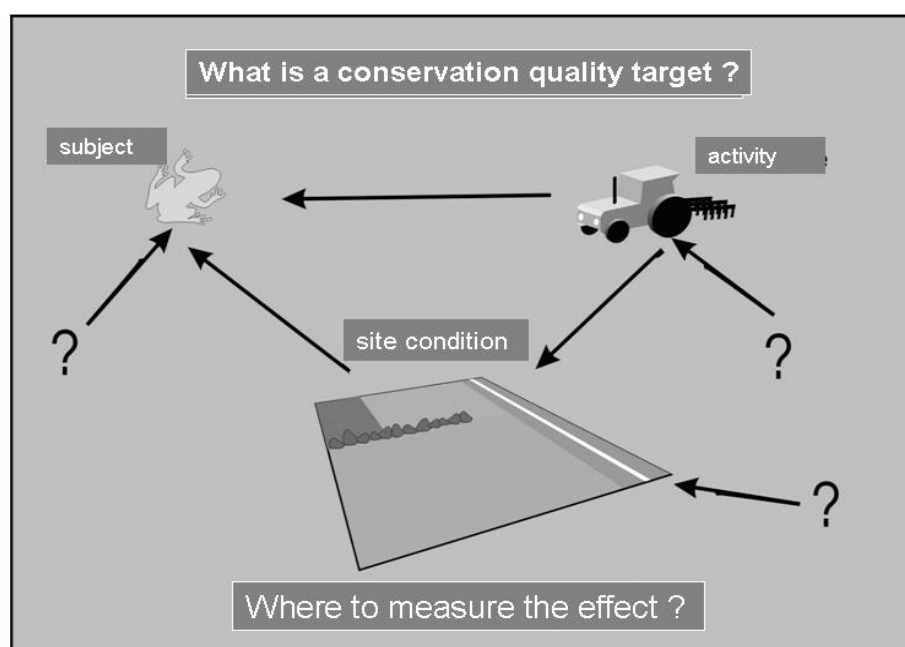 What is a conservation quality target ?
subject
activity
?
site condition
?
?
Where to measure the effect ?